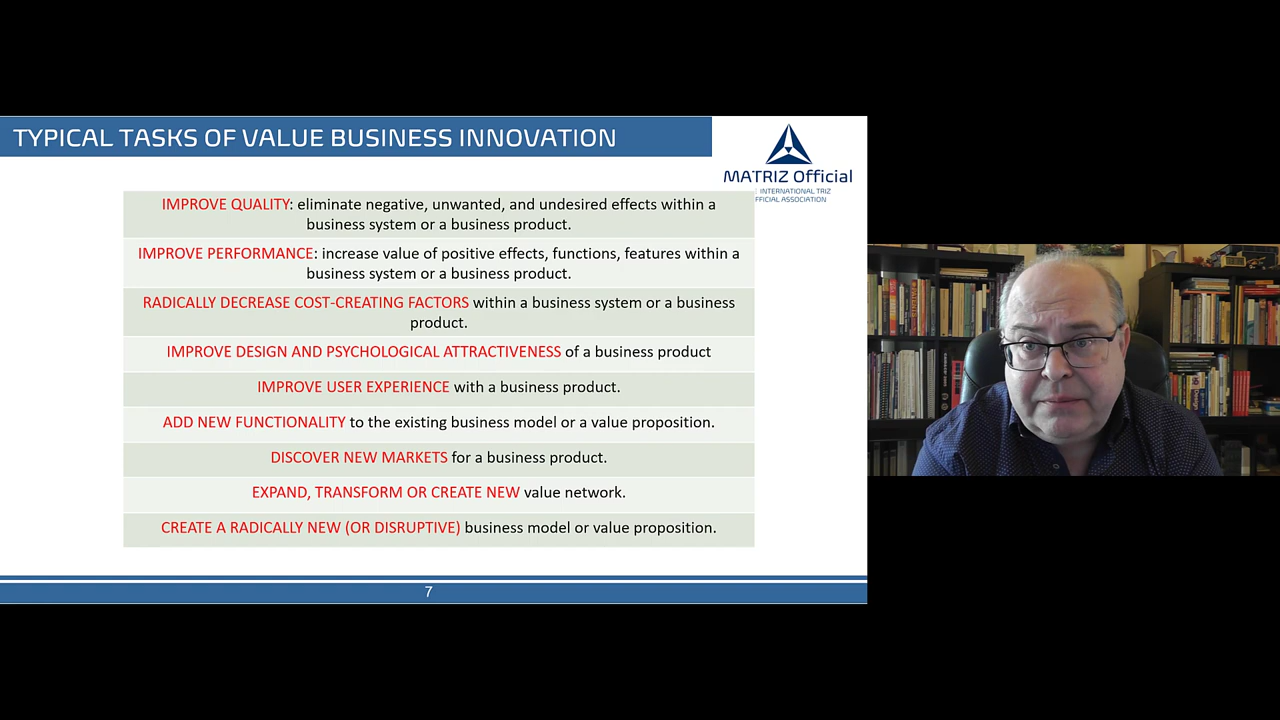 TYPICAL TASKS OF VALUE BUSINESS INNOVATION
MATRIZ Official
INTERNATIONAL TRIZ
FFICIAL ASSOCIATION
IMPROVE QUALITY: eliminate negative, unwanted, and undesired effects within a
business system or a business product.
IMPROVE PERFORMANCE: increase value of positive effects, functions, features within a
business system or a business product.
RADICALLY DECREASE COST-CREATING FACTORS within a business system or a business
product.
IMPROVE DESIGN AND PSYCHOLOGICAL ATTRACTIVENESS of a business product
IMPROVE USER EXPERIENCE with a business product.
ADD NEW FUNCTIONALITY to the existing business model or a value proposition.
DISCOVER NEW MARKETS for a business product.
EXPAND, TRANSFORM OR CREATE NEW value network.
CREATE A RADICALLY NEW (OR DISRUPTIVE) business model or value proposition.
7